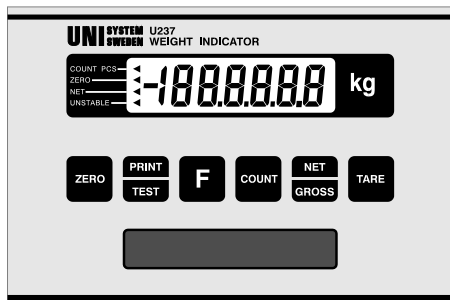 UNI SYSTEM SWEDEN U237 WEIGHT INDICATOR
COUNT PCS
ZERO
NET
UNSTABLE
-188.8.8.8.8
kg
ZERO
PRINT
TEST
F
COUNT
NET
GROSS
TARE